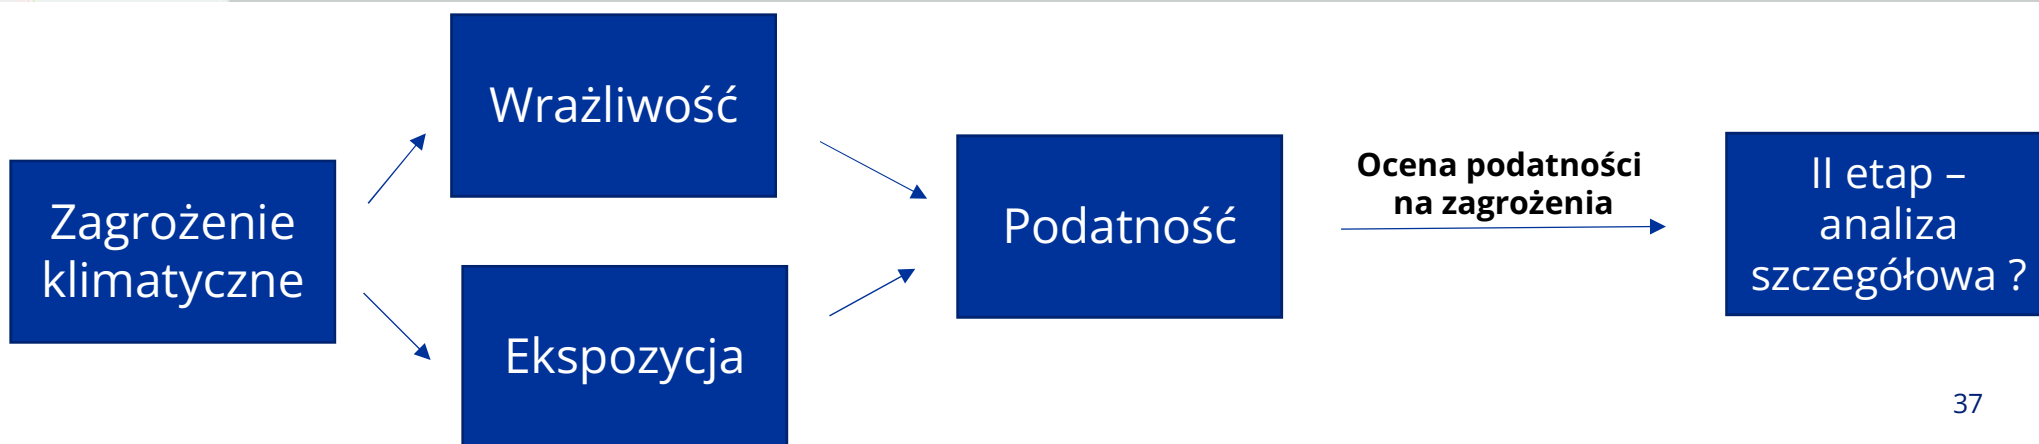 Zagrożenie
klimatyczne
Wrażliwość
Ekspozycja
Podatność
Ocena podatności
na zagrożenia
II etap –
analiza
szczegółowa ?
37